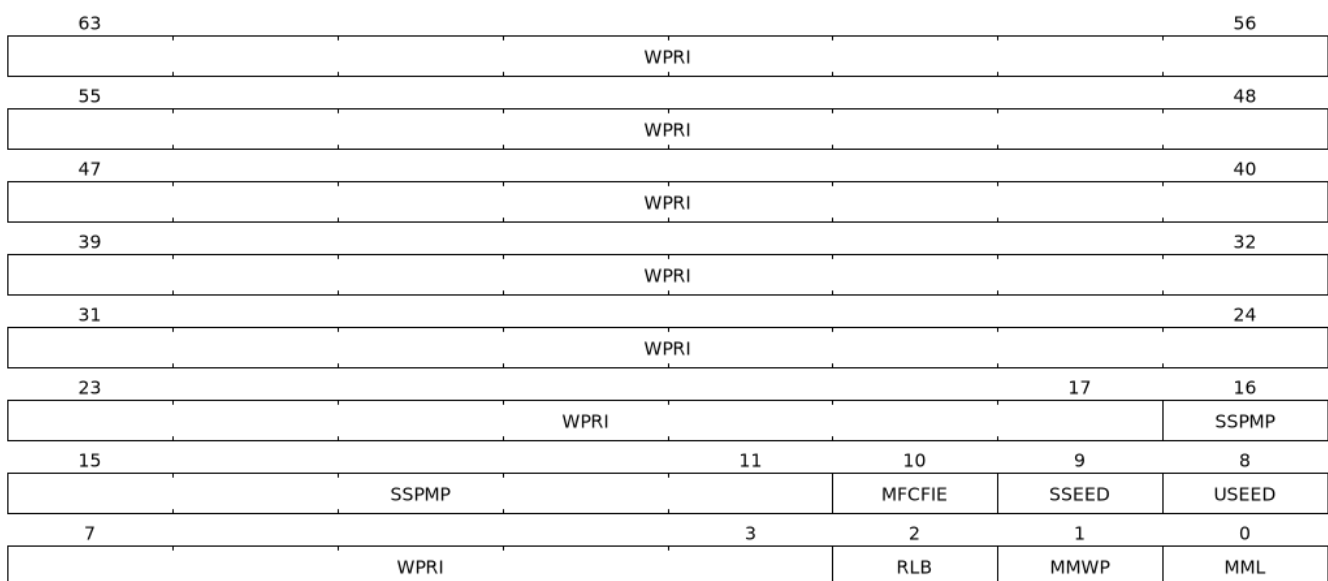 63 56
WPRI
55 48
WPRI
47 40
WPRI
39 32
WPRI
31 24
WPRI
23 17 16
WPRI SSPMP
15 11 10 9 8
SSPMP MFCFIE SSEED USEED
7 3 2 1 0
WPRI RLB MMWP MML